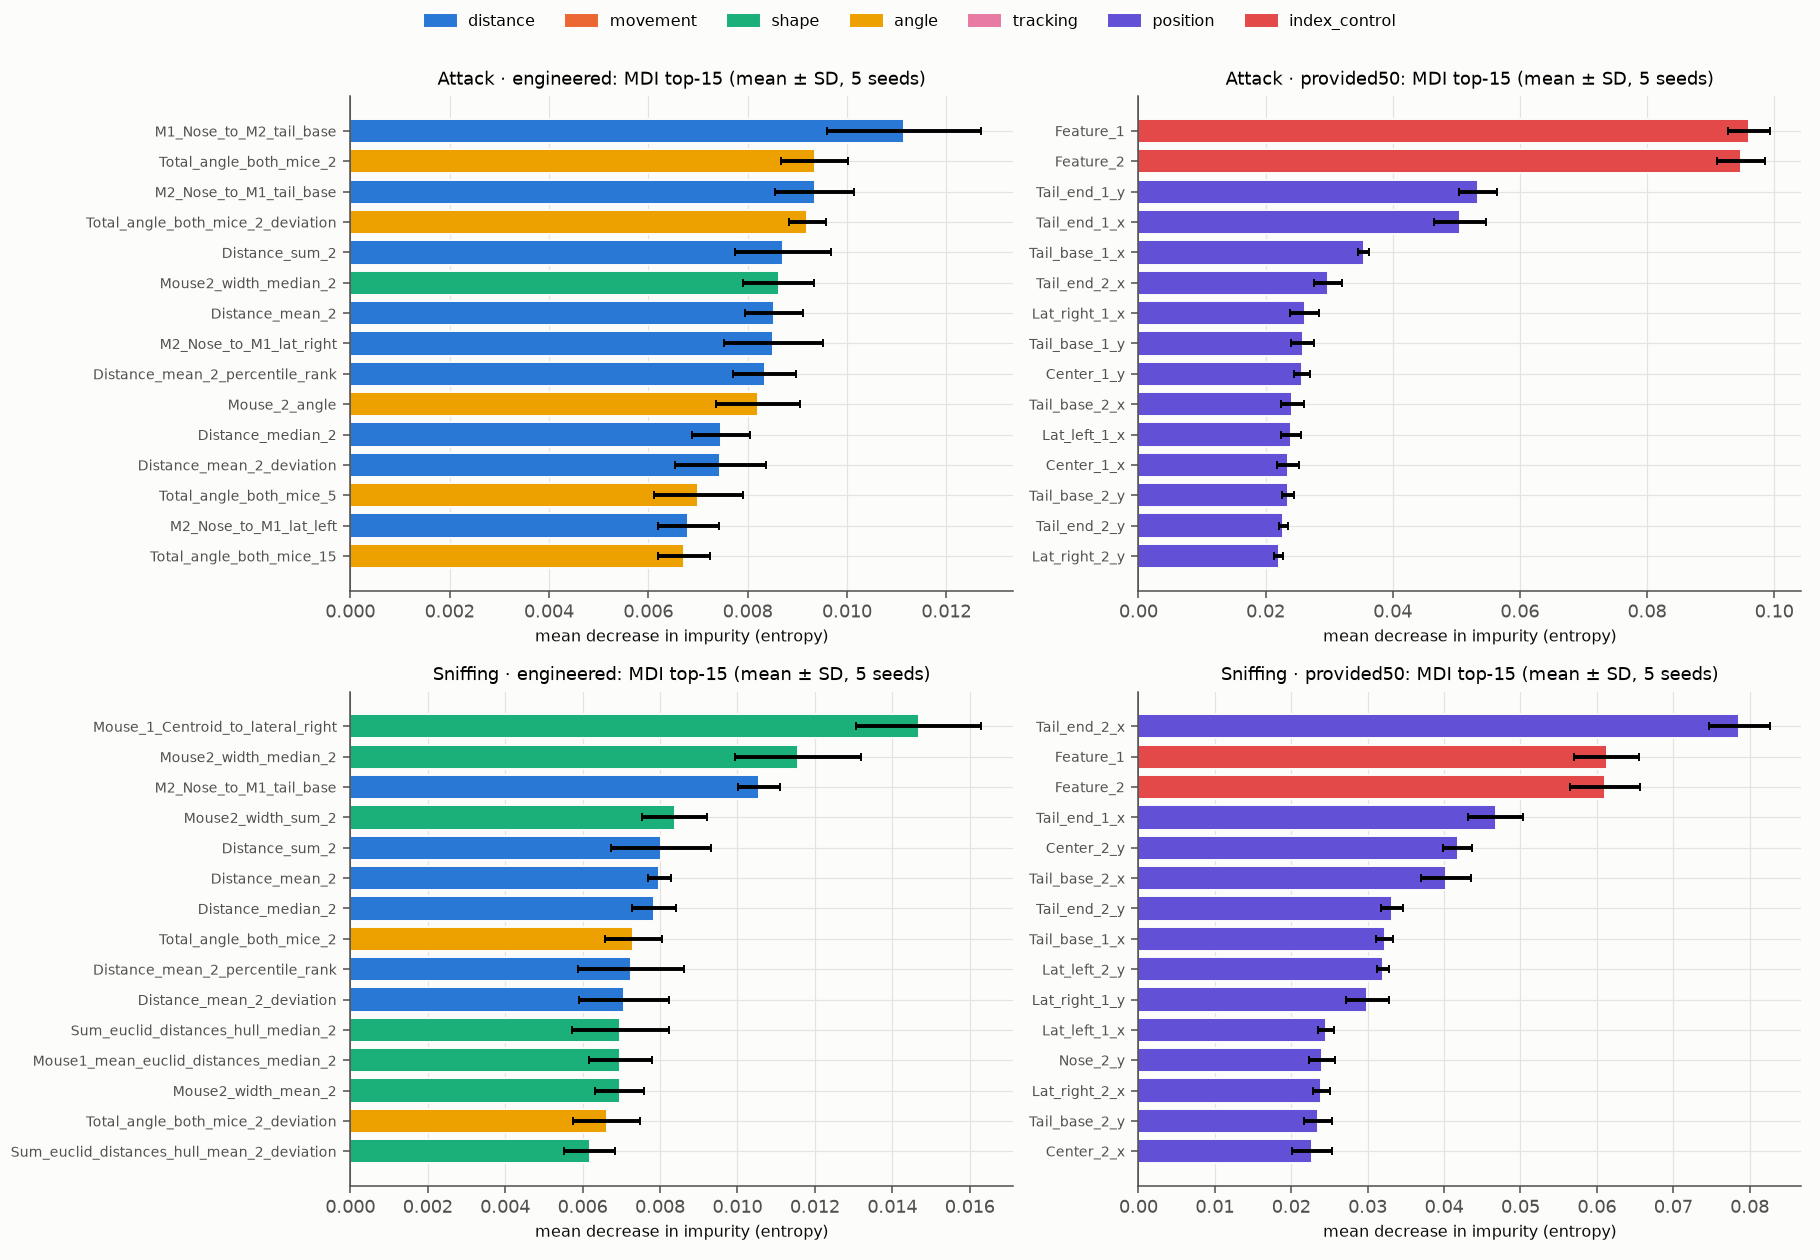 distance movement shape angle tracking position index_control
Attack · engineered: MDI top-15 (mean ± SD, 5 seeds)
M1_Nose_to_M2_tail_base
Total_angle_both_mice_2
M2_Nose_to_M1_tail_base
Total_angle_both_mice_2_deviation
Distance_sum_2
Mouse2_width_median_2
Distance_mean_2
M2_Nose_to_M1_lat_right
Distance_mean_2_percentile_rank
Mouse_2_angle
Distance_median_2
Distance_mean_2_deviation
Total_angle_both_mice_5
M2_Nose_to_M1_lat_left
Total_angle_both_mice_15
0.000 0.002 0.004 0.006 0.008 0.010 0.012
mean decrease in impurity (entropy)
Attack · provided50: MDI top-15 (mean ± SD, 5 seeds)
Feature_1
Feature_2
Tail_end_1_y
Tail_end_1_x
Tail_base_1_x
Tail_end_2_x
Lat_right_1_x
Tail_base_1_y
Center_1_y
Tail_base_2_x
Lat_left_1_x
Center_1_x
Tail_base_2_y
Tail_end_2_y
Lat_right_2_y
0.00 0.02 0.04 0.06 0.08 0.10
mean decrease in impurity (entropy)
Sniffing · engineered: MDI top-15 (mean ± SD, 5 seeds)
Mouse_1_Centroid_to_lateral_right
Mouse2_width_median_2
M2_Nose_to_M1_tail_base
Mouse2_width_sum_2
Distance_sum_2
Distance_mean_2
Distance_median_2
Total_angle_both_mice_2
Distance_mean_2_percentile_rank
Distance_mean_2_deviation
Sum_euclid_distances_hull_median_2
Mouse1_mean_euclid_distances_median_2
Mouse2_width_mean_2
Total_angle_both_mice_2_deviation
Sum_euclid_distances_hull_mean_2_deviation
0.000 0.002 0.004 0.006 0.008 0.010 0.012 0.014 0.016
mean decrease in impurity (entropy)
Sniffing · provided50: MDI top-15 (mean ± SD, 5 seeds)
Tail_end_2_x
Feature_1
Feature_2
Tail_end_1_x
Center_2_y
Tail_base_2_x
Tail_end_2_y
Tail_base_1_x
Lat_left_2_y
Lat_right_1_y
Lat_left_1_x
Nose_2_y
Lat_right_2_x
Tail_base_2_y
Center_2_x
0.00 0.01 0.02 0.03 0.04 0.05 0.06 0.07 0.08
mean decrease in impurity (entropy)